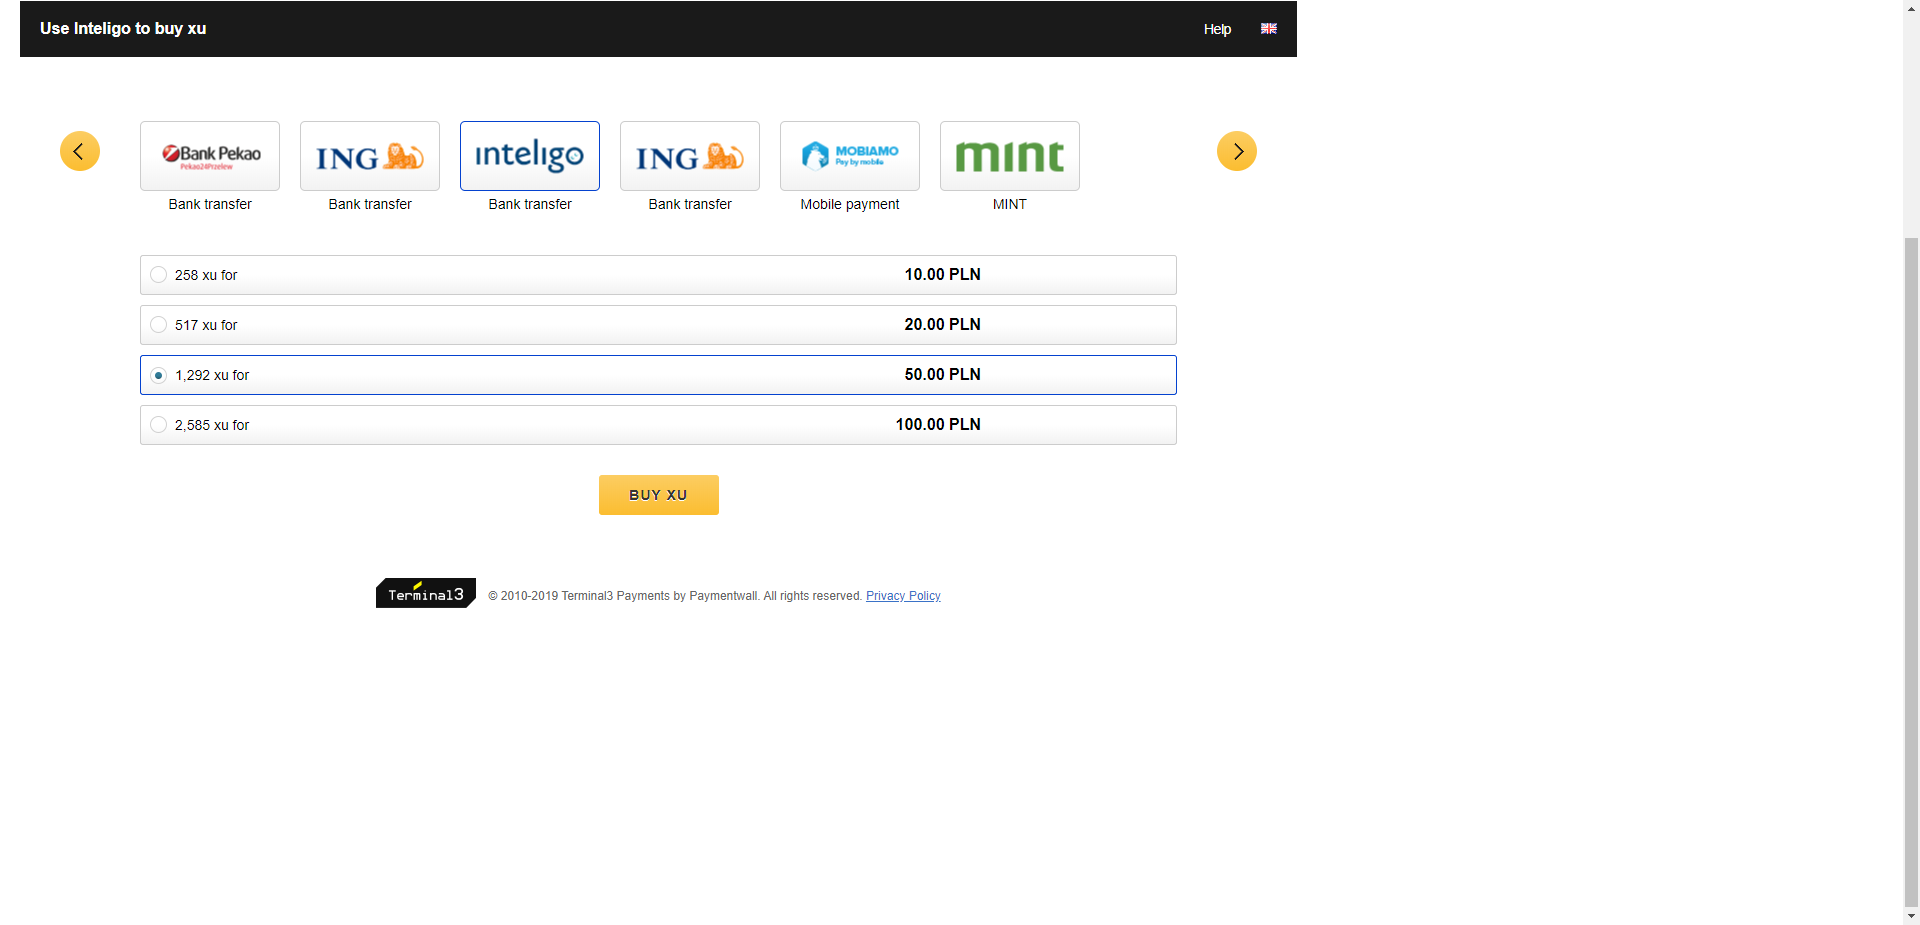 Use Inteligo to buy xu
Help
Bank Pekao
Pekao24Przelew
ING
inteligo
ING
MOBIAMO
Pay by mobile
mint
Bank transfer
Bank transfer
Bank transfer
Bank transfer
Mobile payment
MINT
258 xu for 10.00 PLN
517 xu for 20.00 PLN
1,292 xu for 50.00 PLN
2,585 xu for 100.00 PLN
BUY XU
Terminal3
© 2010-2019 Terminal3 Payments by Paymentwall. All rights reserved. Privacy Policy